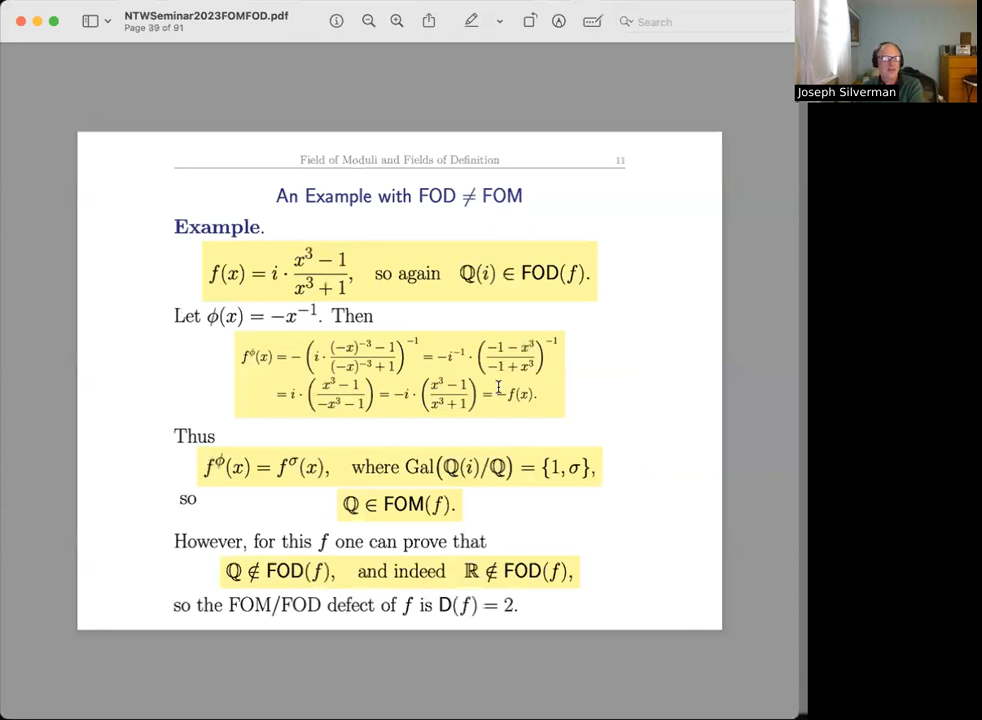 NTWSeminar2023FOMFOD.pdf
Page 39 of 91
Search
Joseph Silverman
Field of Moduli and Fields of Definition 11
An Example with FOD ≠ FOM
Example.
f(x) = i · (x³ − 1)/(x³ + 1), so again ℚ(i) ∈ FOD(f).
Let ϕ(x) = −x⁻¹. Then
f^ϕ(x) = −(i · ((−x)⁻³ − 1)/((−x)⁻³ + 1))⁻¹ = −i⁻¹ · ((−1 − x³)/(−1 + x³))⁻¹
= i · ((x³ − 1)/(−x³ − 1)) = −i · ((x³ − 1)/(x³ + 1)) = −f(x).
Thus
f^ϕ(x) = f^σ(x), where Gal(ℚ(i)/ℚ) = {1, σ},
so ℚ ∈ FOM(f).
However, for this f one can prove that
ℚ ∉ FOD(f), and indeed ℝ ∉ FOD(f),
so the FOM/FOD defect of f is D(f) = 2.